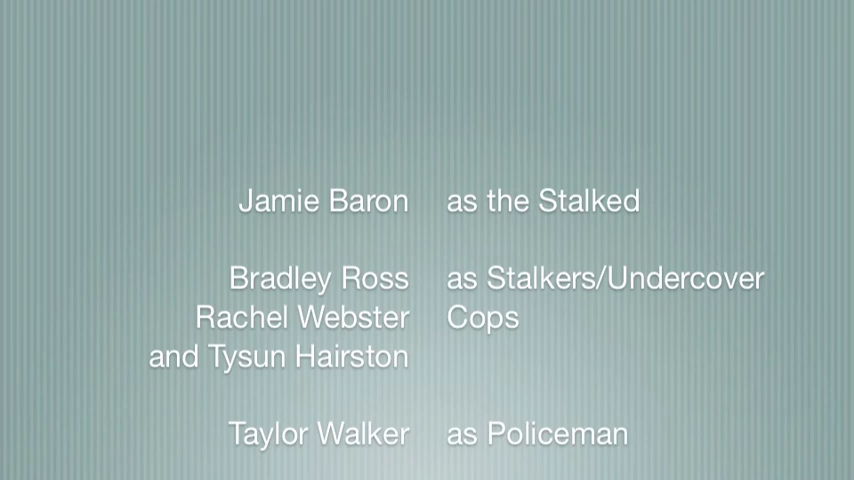 Jamie Baron as the Stalked
Bradley Ross as Stalkers/Undercover
Rachel Webster Cops
and Tysun Hairston
Taylor Walker as Policeman